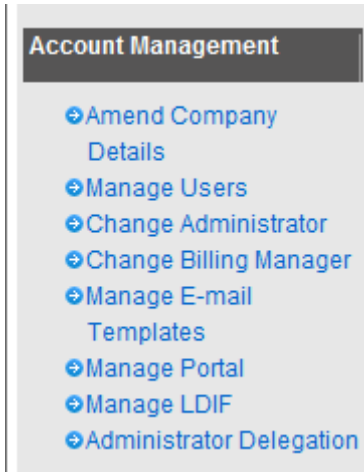 Account Management
Amend Company
Details
Manage Users
Change Administrator
Change Billing Manager
Manage E-mail
Templates
Manage Portal
Manage LDIF
Administrator Delegation